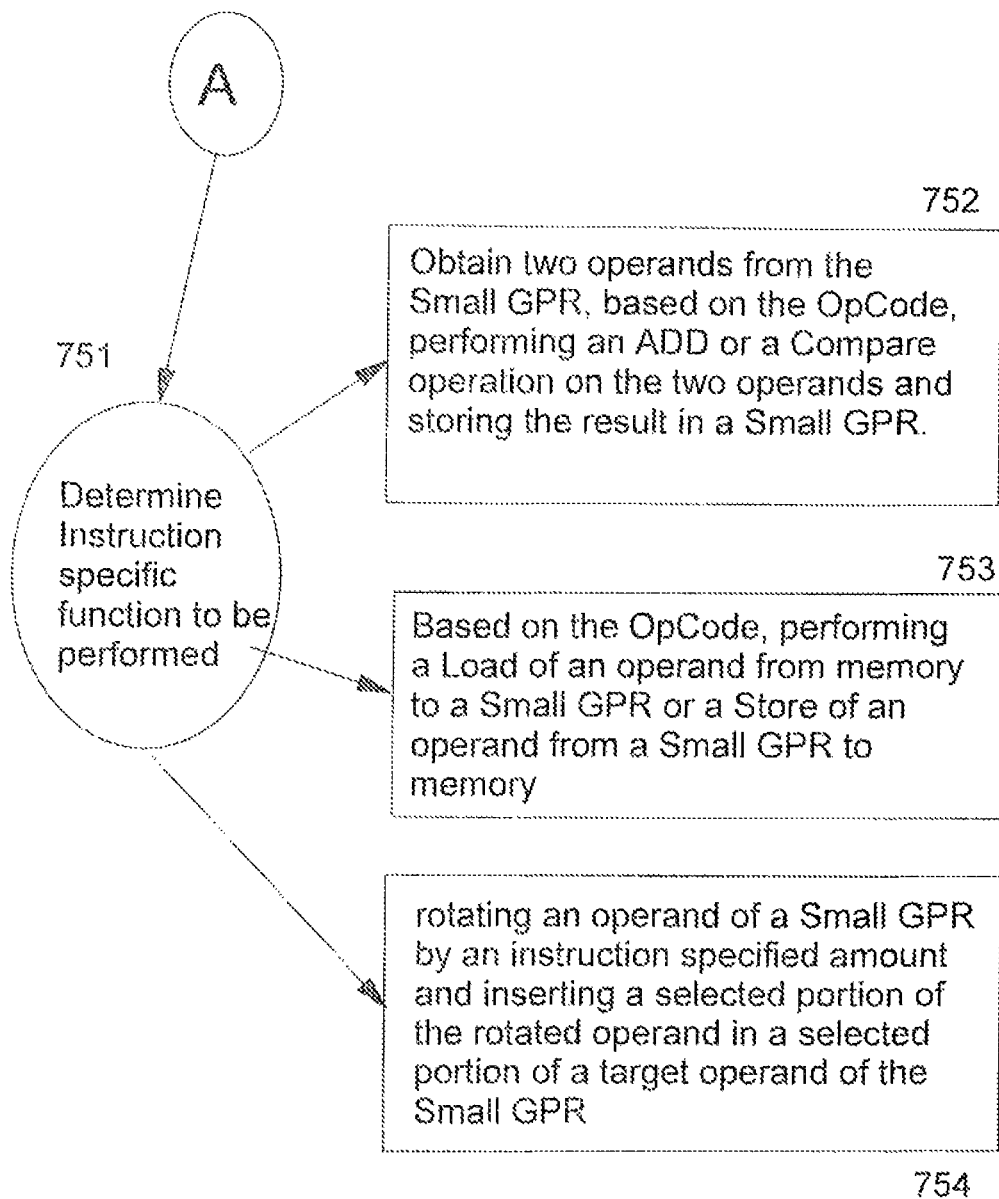 A
751
Determine
Instruction
specific
function to be
performed
752
Obtain two operands from the
Small GPR, based on the OpCode,
performing an ADD or a Compare
operation on the two operands and
storing the result in a Small GPR.
753
Based on the OpCode, performing
a Load of an operand from memory
to a Small GPR or a Store of an
operand from a Small GPR to
memory
rotating an operand of a Small GPR
by an instruction specified amount
and inserting a selected portion of
the rotated operand in a selected
portion of a target operand of the
Small GPR
754